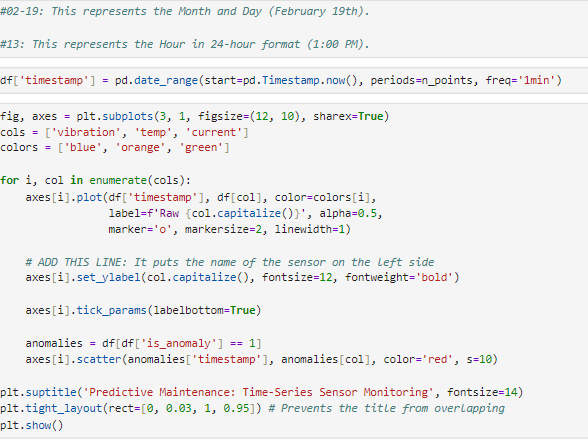 #02-19: This represents the Month and Day (February 19th).
#13: This represents the Hour in 24-hour format (1:00 PM).
df['timestamp'] = pd.date_range(start=pd.Timestamp.now(), periods=n_points, freq='1min')
fig, axes = plt.subplots(3, 1, figsize=(12, 10), sharex=True)
cols = ['vibration', 'temp', 'current']
colors = ['blue', 'orange', 'green']
for i, col in enumerate(cols):
    axes[i].plot(df['timestamp'], df[col], color=colors[i],
                 label=f'Raw {col.capitalize()}', alpha=0.5,
                 marker='o', markersize=2, linewidth=1)
    # ADD THIS LINE: It puts the name of the sensor on the left side
    axes[i].set_ylabel(col.capitalize(), fontsize=12, fontweight='bold')
    axes[i].tick_params(labelbottom=True)
    anomalies = df[df['is_anomaly'] == 1]
    axes[i].scatter(anomalies['timestamp'], anomalies[col], color='red', s=10)
plt.suptitle('Predictive Maintenance: Time-Series Sensor Monitoring', fontsize=14)
plt.tight_layout(rect=[0, 0.03, 1, 0.95]) # Prevents the title from overlapping
plt.show()